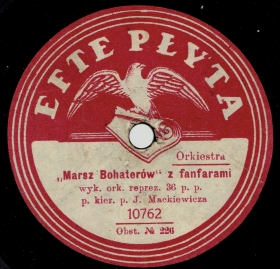 EFTE PŁYTA
Orkiestra
„Marsz Bohaterów" z fanfarami
wyk. ork. reprez. 36 p. p.
p. kier. p. J. Mackiewicza
10762
Obst. № 226